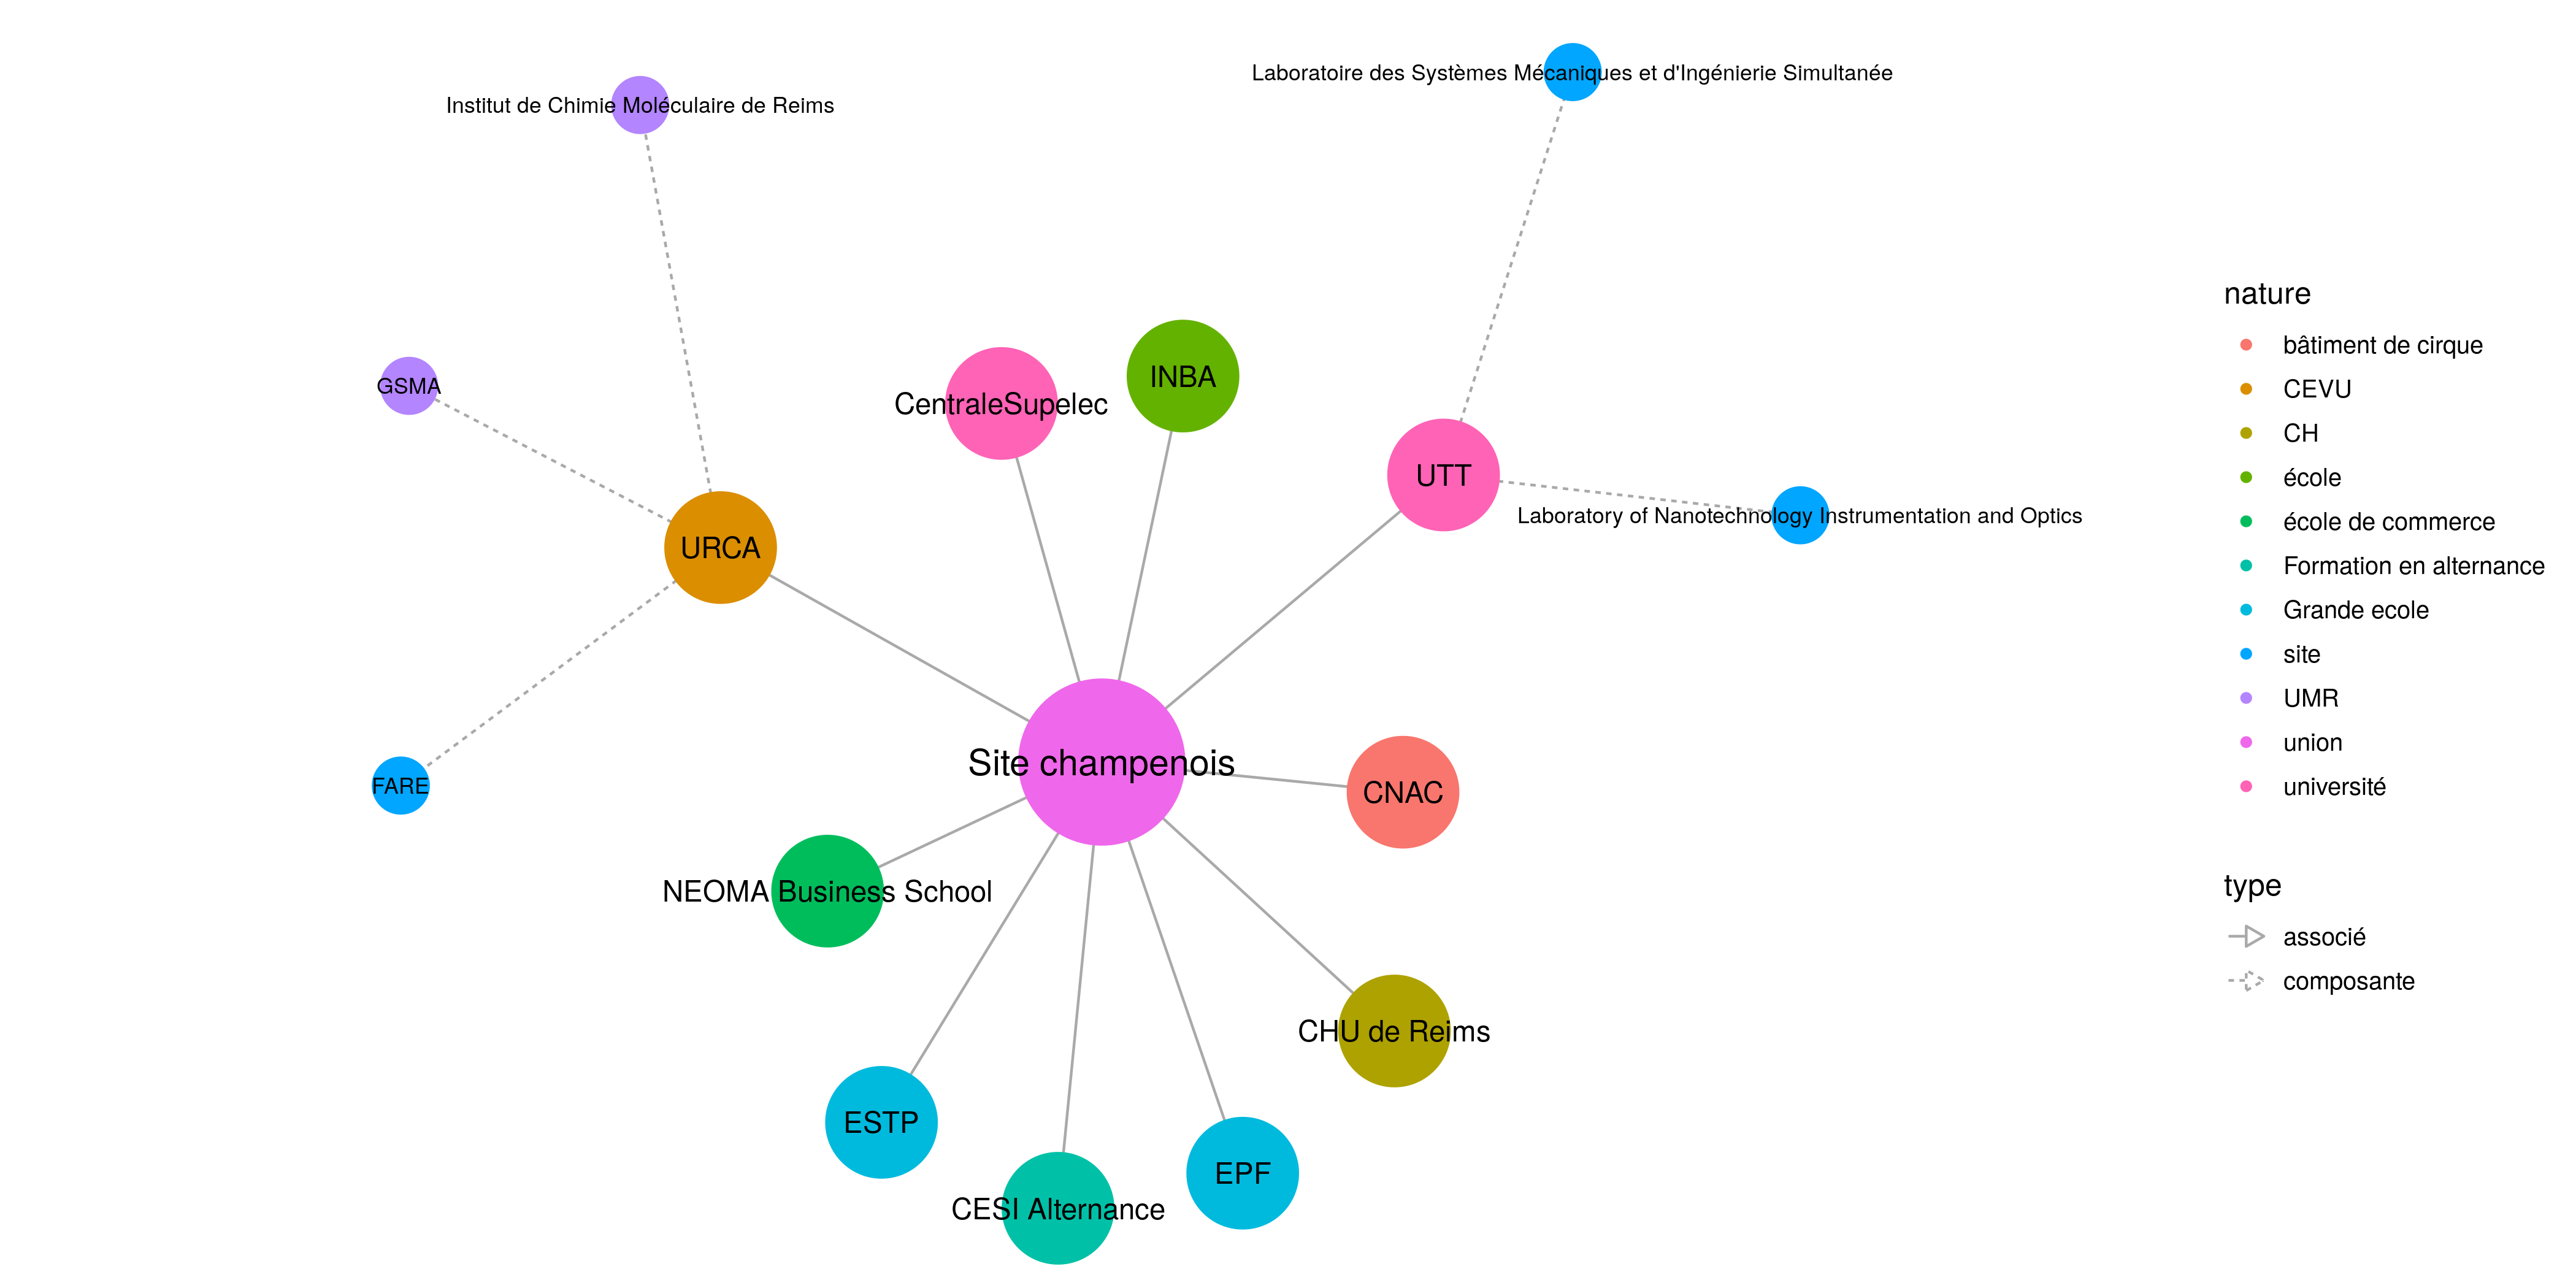 Laboratoire des Systèmes Mécaniques et d'Ingénierie Simultanée
Institut de Chimie Moléculaire de Reims
GSMA
CentraleSupelec
INBA
UTT
Laboratory of Nanotechnology Instrumentation and Optics
URCA
Site champenois
CNAC
FARE
NEOMA Business School
CHU de Reims
ESTP
EPF
CESI Alternance
nature
bâtiment de cirque
CEVU
CH
école
école de commerce
Formation en alternance
Grande ecole
site
UMR
union
université
type
associé
composante